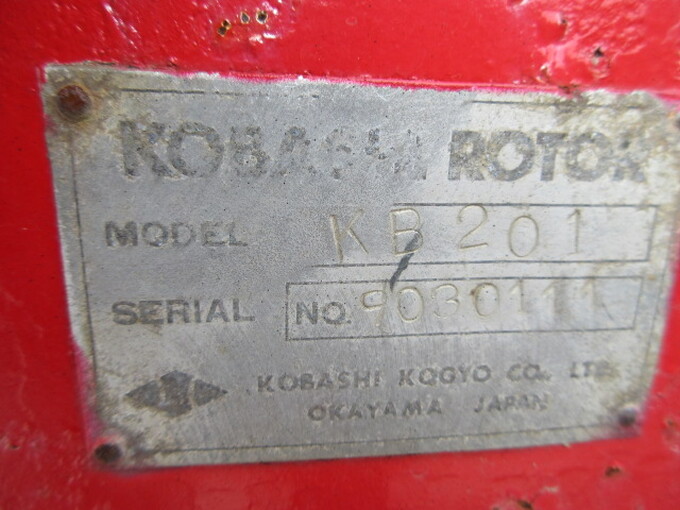 KOBASHI ROTOR
MODEL KB201
SERIAL NO. 9030111
KOBASHI KOGYO CO., LTD.
OKAYAMA JAPAN